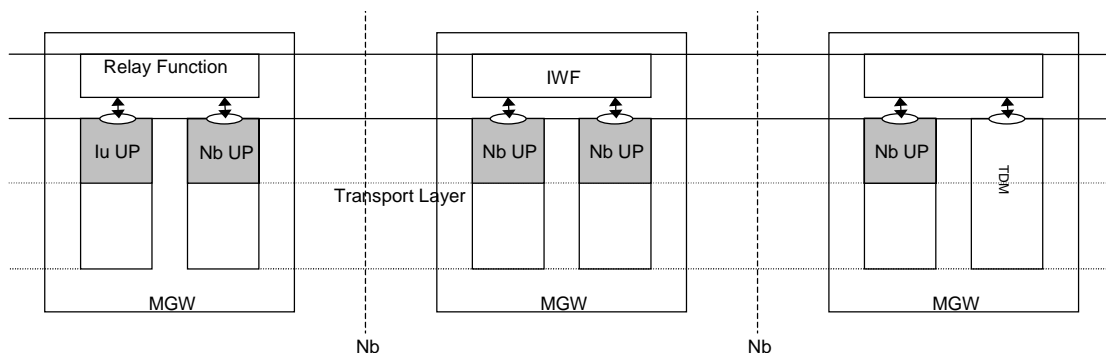 Relay Function
IWF
Iu UP
Nb UP
Nb UP
Nb UP
Nb UP
TDM
Transport Layer
MGW
MGW
MGW
Nb
Nb